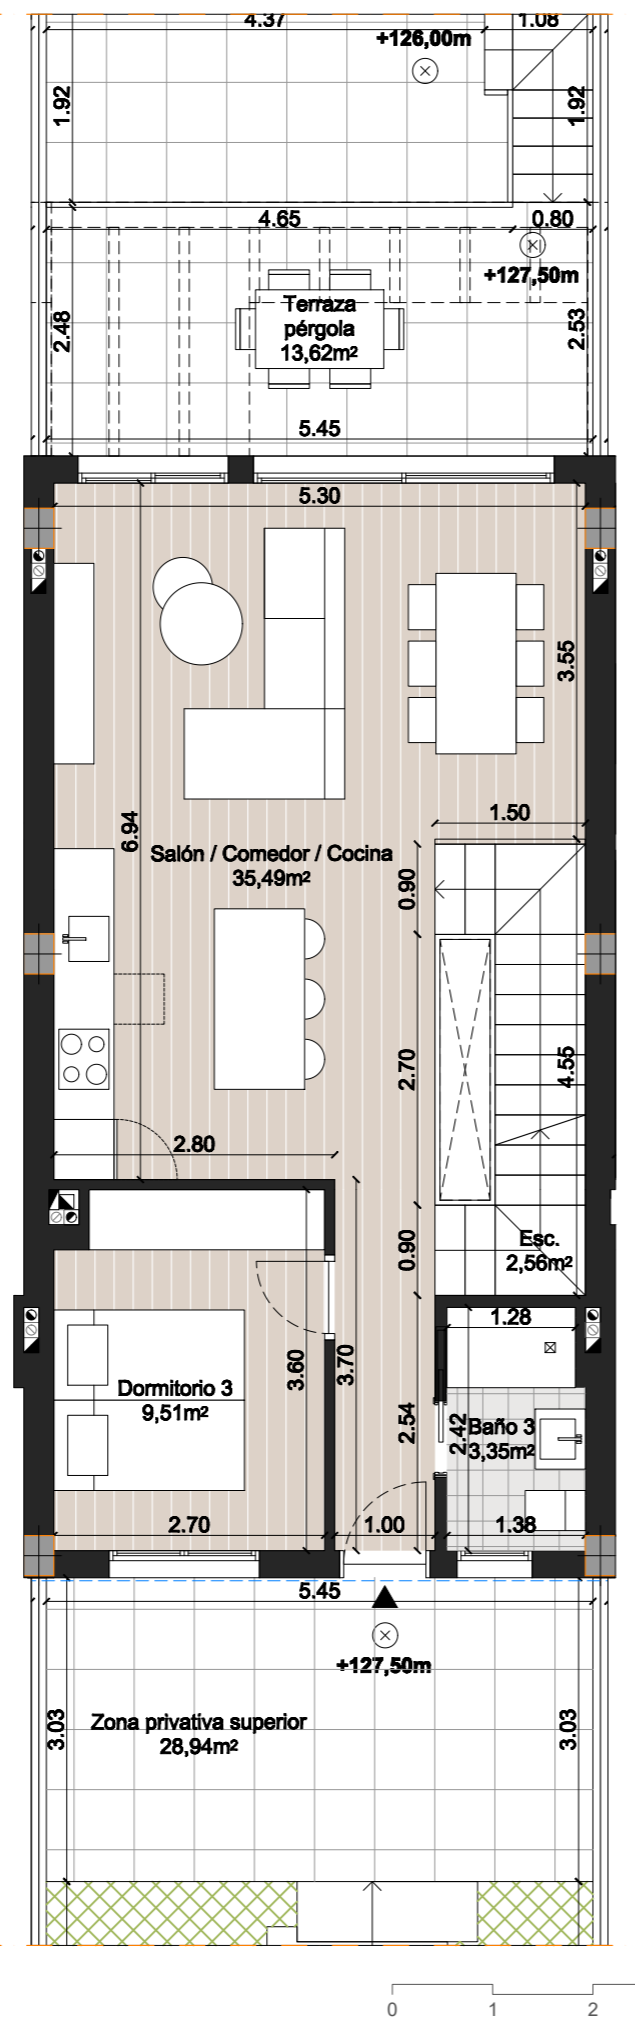 4.37
1.08
+126,00m
1.92
1.92
4.65
0.80
+127,50m
Terraza
pérgola
13,62m²
2.48
2.53
5.45
5.30
3.55
6.94
1.50
Salón / Comedor / Cocina
35,49m²
0.90
2.70
4.55
2.80
0.90
Esc.
2,56m²
1.28
3.60
3.70
Dormitorio 3
9,51m²
2.54
2.42
Baño 3
3,35m²
2.70
1.00
1.38
5.45
+127,50m
3.03
Zona privativa superior
28,94m²
3.03
0
1
2